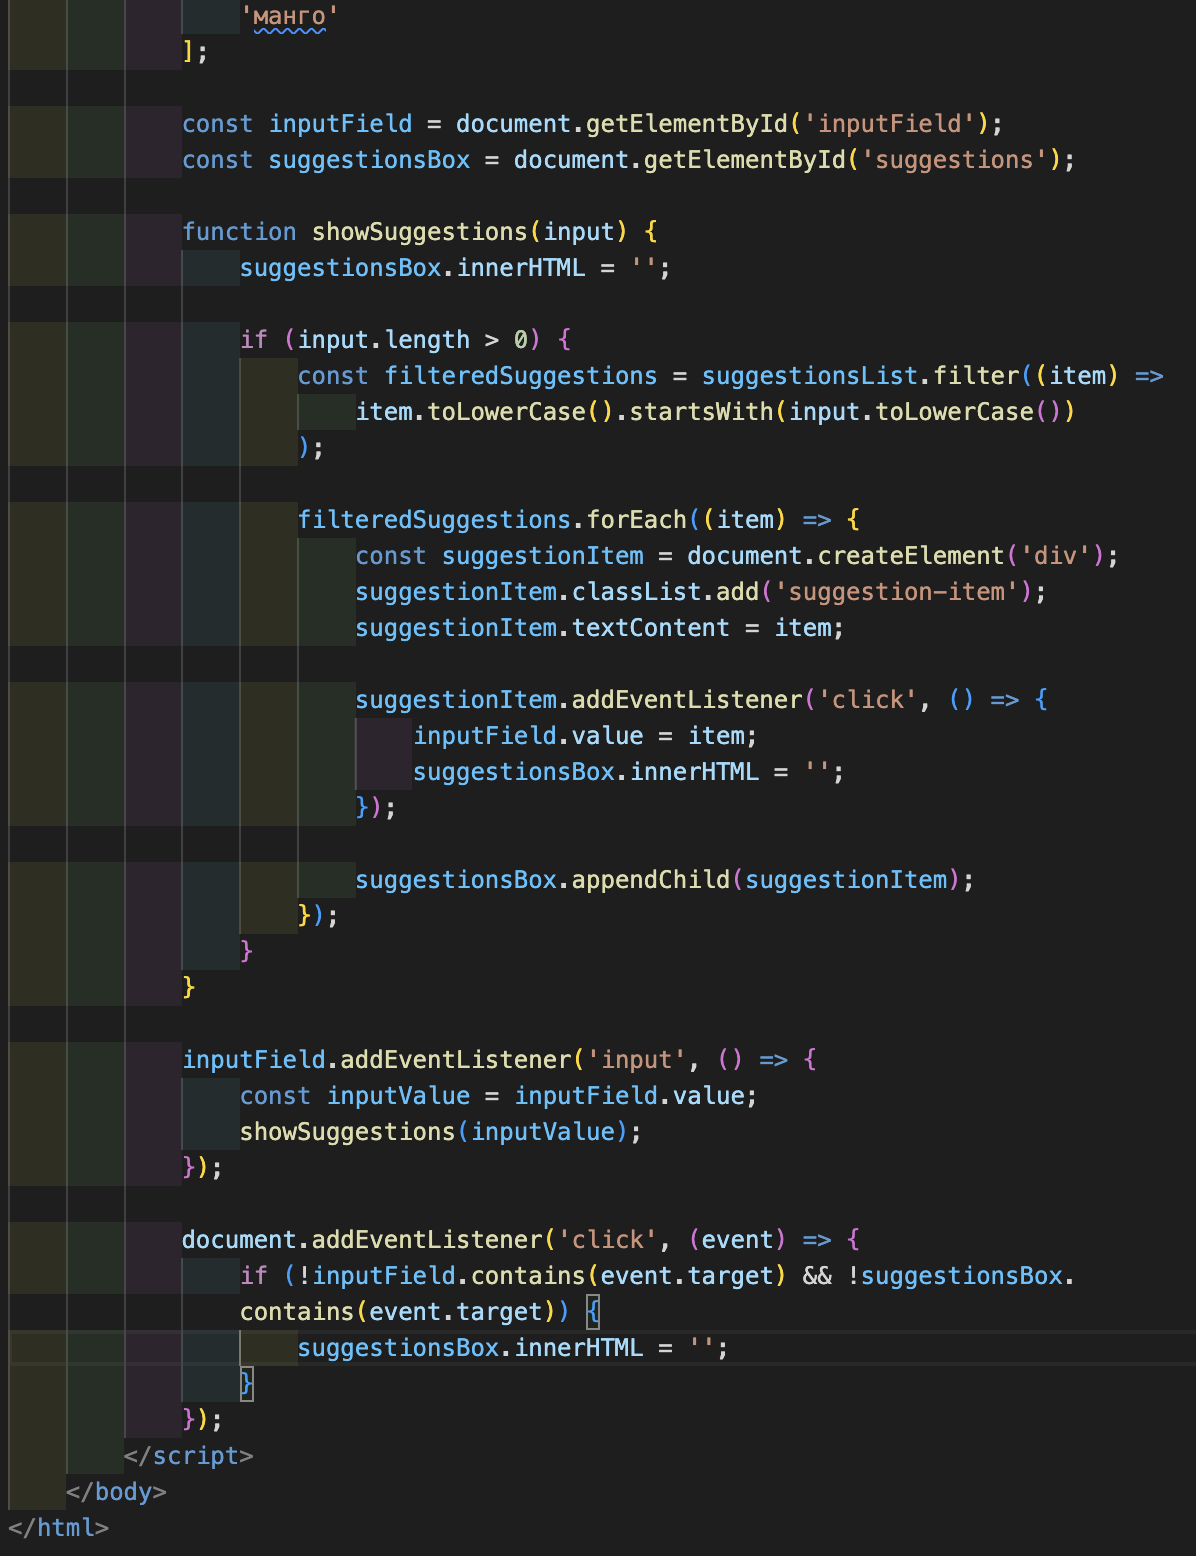 'манго'
];
const inputField = document.getElementById('inputField');
const suggestionsBox = document.getElementById('suggestions');
function showSuggestions(input) {
suggestionsBox.innerHTML = '';
if (input.length > 0) {
const filteredSuggestions = suggestionsList.filter((item) =>
item.toLowerCase().startsWith(input.toLowerCase())
);
filteredSuggestions.forEach((item) => {
const suggestionItem = document.createElement('div');
suggestionItem.classList.add('suggestion-item');
suggestionItem.textContent = item;
suggestionItem.addEventListener('click', () => {
inputField.value = item;
suggestionsBox.innerHTML = '';
});
suggestionsBox.appendChild(suggestionItem);
});
}
}
inputField.addEventListener('input', () => {
const inputValue = inputField.value;
showSuggestions(inputValue);
});
document.addEventListener('click', (event) => {
if (!inputField.contains(event.target) && !suggestionsBox.
contains(event.target)) {
suggestionsBox.innerHTML = '';
}
});
</script>
</body>
</html>